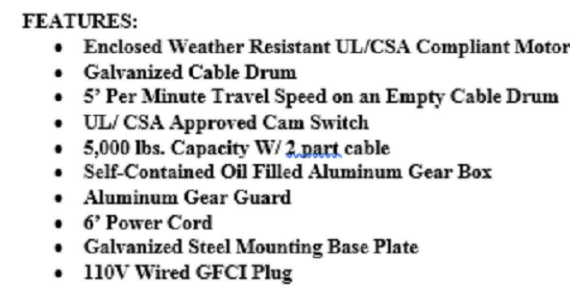 FEATURES:
• Enclosed Weather Resistant UL/CSA Compliant Motor
• Galvanized Cable Drum
• 5' Per Minute Travel Speed on an Empty Cable Drum
• UL/ CSA Approved Cam Switch
• 5,000 lbs. Capacity W/ 2 part cable
• Self-Contained Oil Filled Aluminum Gear Box
• Aluminum Gear Guard
• 6' Power Cord
• Galvanized Steel Mounting Base Plate
• 110V Wired GFCI Plug